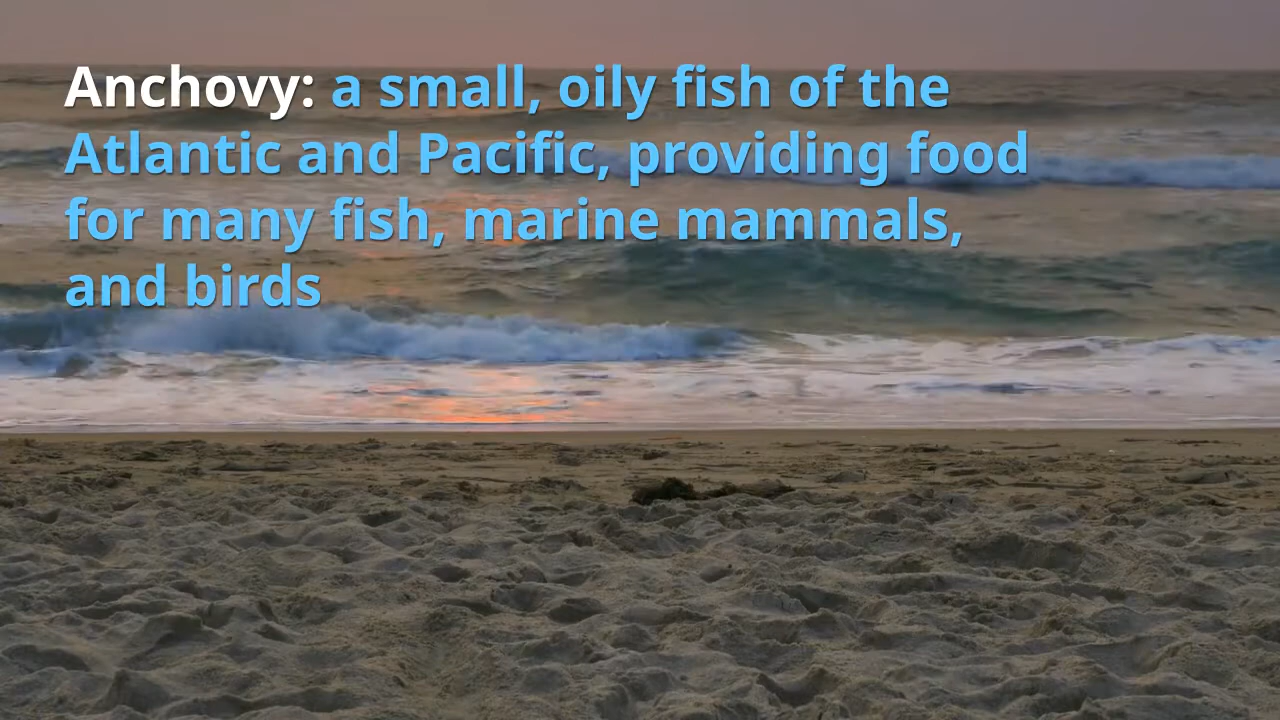 Anchovy: a small, oily fish of the
Atlantic and Pacific, providing food
for many fish, marine mammals,
and birds